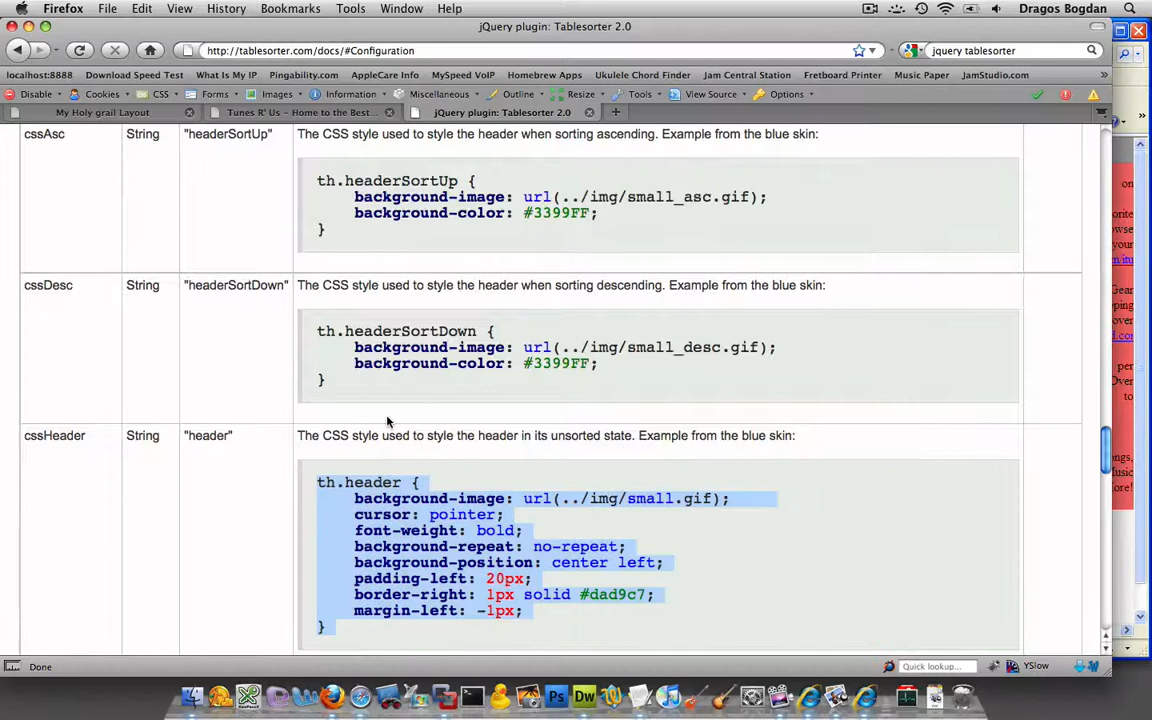 Firefox File Edit View History Bookmarks Tools Window Help Dragos Bogdan
jQuery plugin: Tablesorter 2.0
http://tablesorter.com/docs/#Configuration jquery tablesorter
localhost:8888 Download Speed Test What Is My IP Pingability.com AppleCare Info MySpeed VoIP Homebrew Apps Ukulele Chord Finder Jam Central Station Fretboard Printer Music Paper JamStudio.com »
Disable Cookies CSS Forms Images Information Miscellaneous Outline Resize Tools View Source Options
My Holy grail Layout Tunes R' Us – Home to the Best... jQuery plugin: Tablesorter 2.0
cssAsc String "headerSortUp" The CSS style used to style the header when sorting ascending. Example from the blue skin:
th.headerSortUp {
background-image: url(../img/small_asc.gif);
background-color: #3399FF;
}
cssDesc String "headerSortDown" The CSS style used to style the header when sorting descending. Example from the blue skin:
th.headerSortDown {
background-image: url(../img/small_desc.gif);
background-color: #3399FF;
}
cssHeader String "header" The CSS style used to style the header in its unsorted state. Example from the blue skin:
th.header {
background-image: url(../img/small.gif);
cursor: pointer;
font-weight: bold;
background-repeat: no-repeat;
background-position: center left;
padding-left: 20px;
border-right: 1px solid #dad9c7;
margin-left: -1px;
}
Done Quick lookup... YSlow
Ps Dw